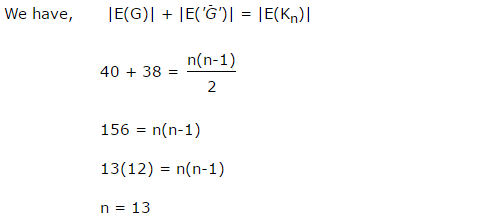 We have, |E(G)| + |E('Ḡ')| = |E(Kₙ)|
40 + 38 = n(n-1)/2
156 = n(n-1)
13(12) = n(n-1)
n = 13